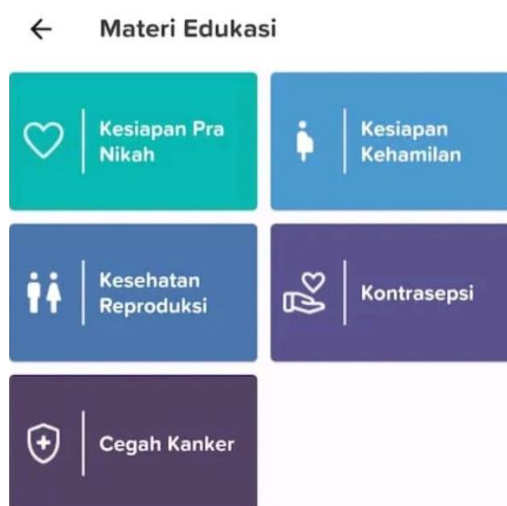 Materi Edukasi
Kesiapan Pra
Nikah
Kesiapan
Kehamilan
Kesehatan
Reproduksi
Kontrasepsi
Cegah Kanker